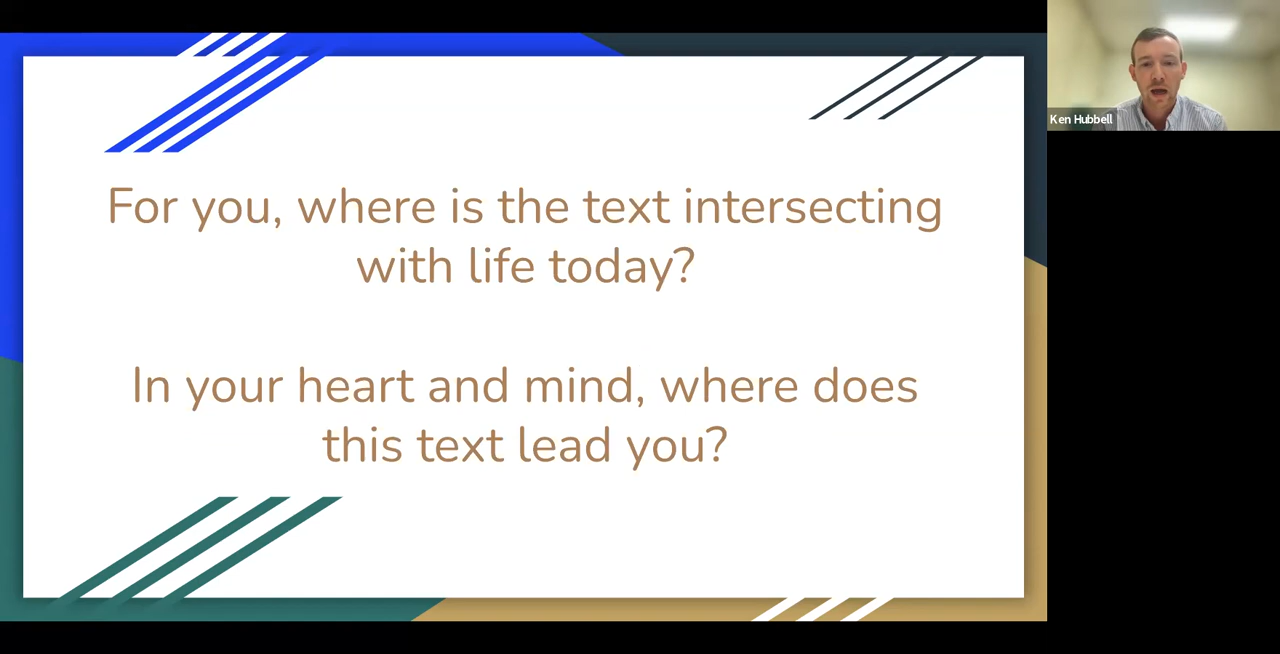 For you, where is the text intersecting
with life today?
In your heart and mind, where does
this text lead you?
Ken Hubbell